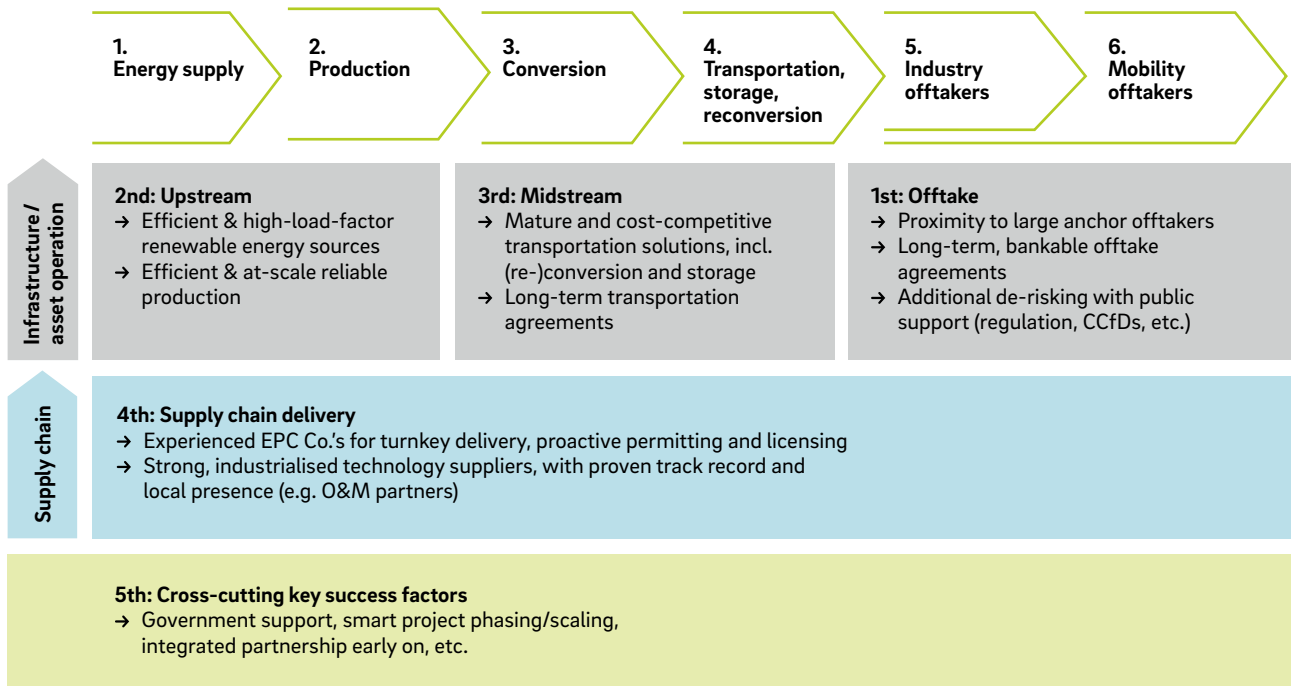 1.
Energy supply
2.
Production
3.
Conversion
4.
Transportation,
storage,
reconversion
5.
Industry
offtakers
6.
Mobility
offtakers
Infrastructure/
asset operation
2nd: Upstream
→ Efficient & high-load-factor
renewable energy sources
→ Efficient & at-scale reliable
production
3rd: Midstream
→ Mature and cost-competitive
transportation solutions, incl.
(re-)conversion and storage
→ Long-term transportation
agreements
1st: Offtake
→ Proximity to large anchor offtakers
→ Long-term, bankable offtake
agreements
→ Additional de-risking with public
support (regulation, CCfDs, etc.)
Supply chain
4th: Supply chain delivery
→ Experienced EPC Co.'s for turnkey delivery, proactive permitting and licensing
→ Strong, industrialised technology suppliers, with proven track record and
local presence (e.g. O&M partners)
5th: Cross-cutting key success factors
→ Government support, smart project phasing/scaling,
integrated partnership early on, etc.